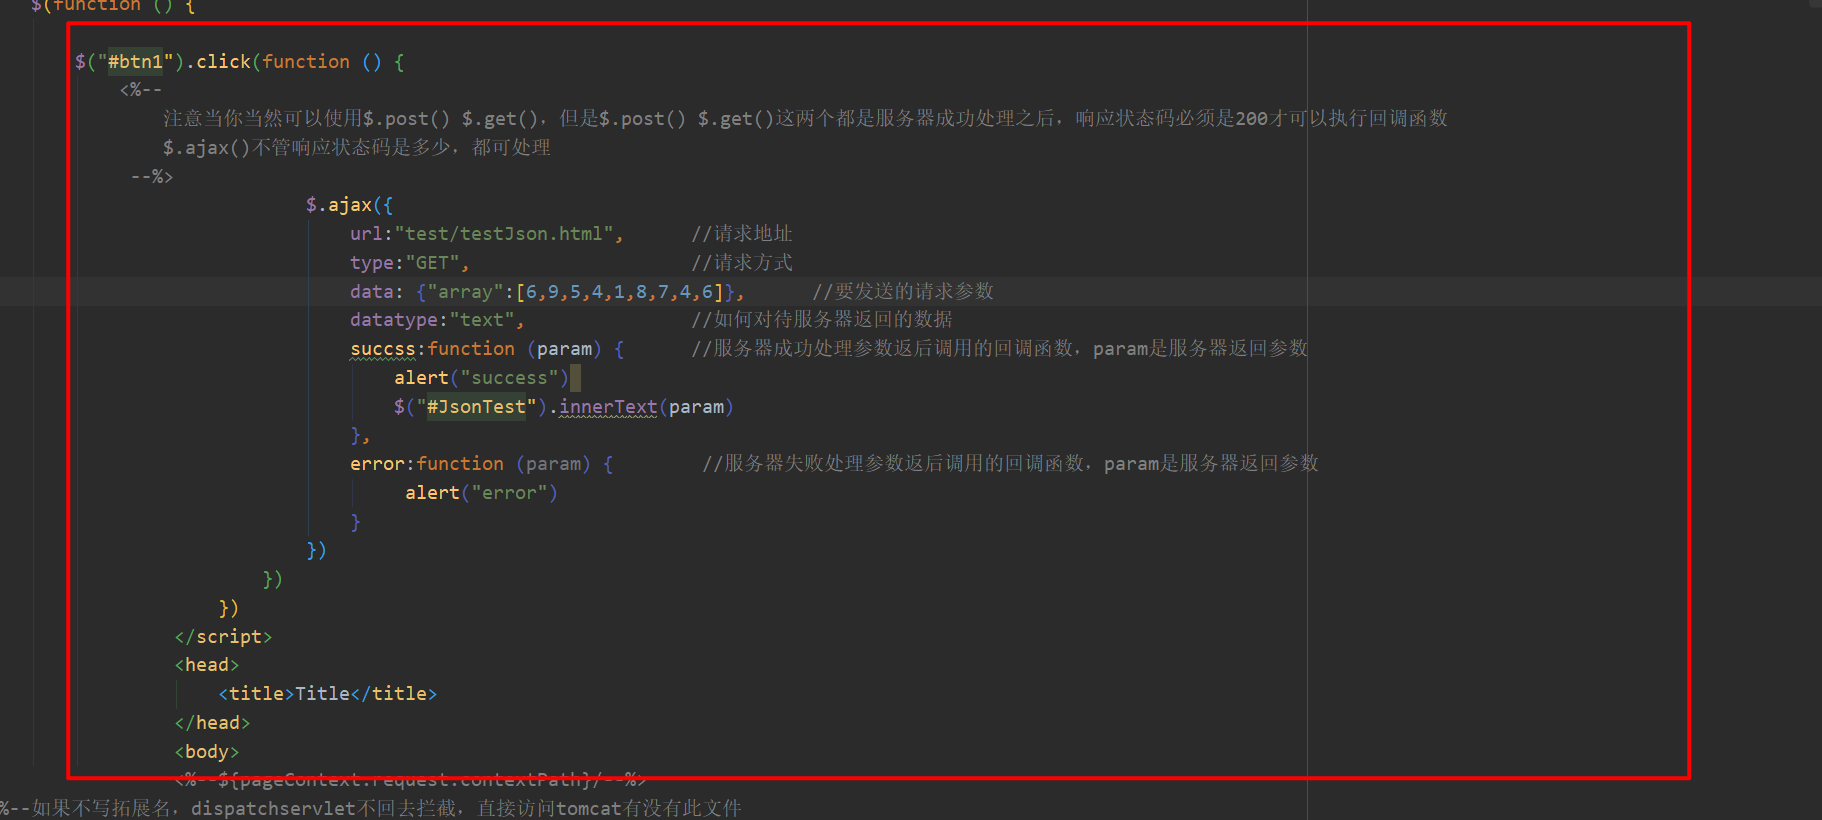 $(function () {
$("#btn1").click(function () {
<%--
注意当你当然可以使用$.post() $.get()，但是$.post() $.get()这两个都是服务器成功处理之后，响应状态码必须是200才可以执行回调函数
$.ajax()不管响应状态码是多少，都可处理
--%>
$.ajax({
url:"test/testJson.html", //请求地址
type:"GET", //请求方式
data: {"array":[6,9,5,4,1,8,7,4,6]}, //要发送的请求参数
datatype:"text", //如何对待服务器返回的数据
succss:function (param) { //服务器成功处理参数返后调用的回调函数，param是服务器返回参数
alert("success")
$("#JsonTest").innerText(param)
},
error:function (param) { //服务器失败处理参数返后调用的回调函数，param是服务器返回参数
alert("error")
}
})
})
})
</script>
<head>
<title>Title</title>
</head>
<body>
<%--${pageContext.request.contextPath}/--%>
%--如果不写拓展名，dispatchservlet不回去拦截，直接访问tomcat有没有此文件